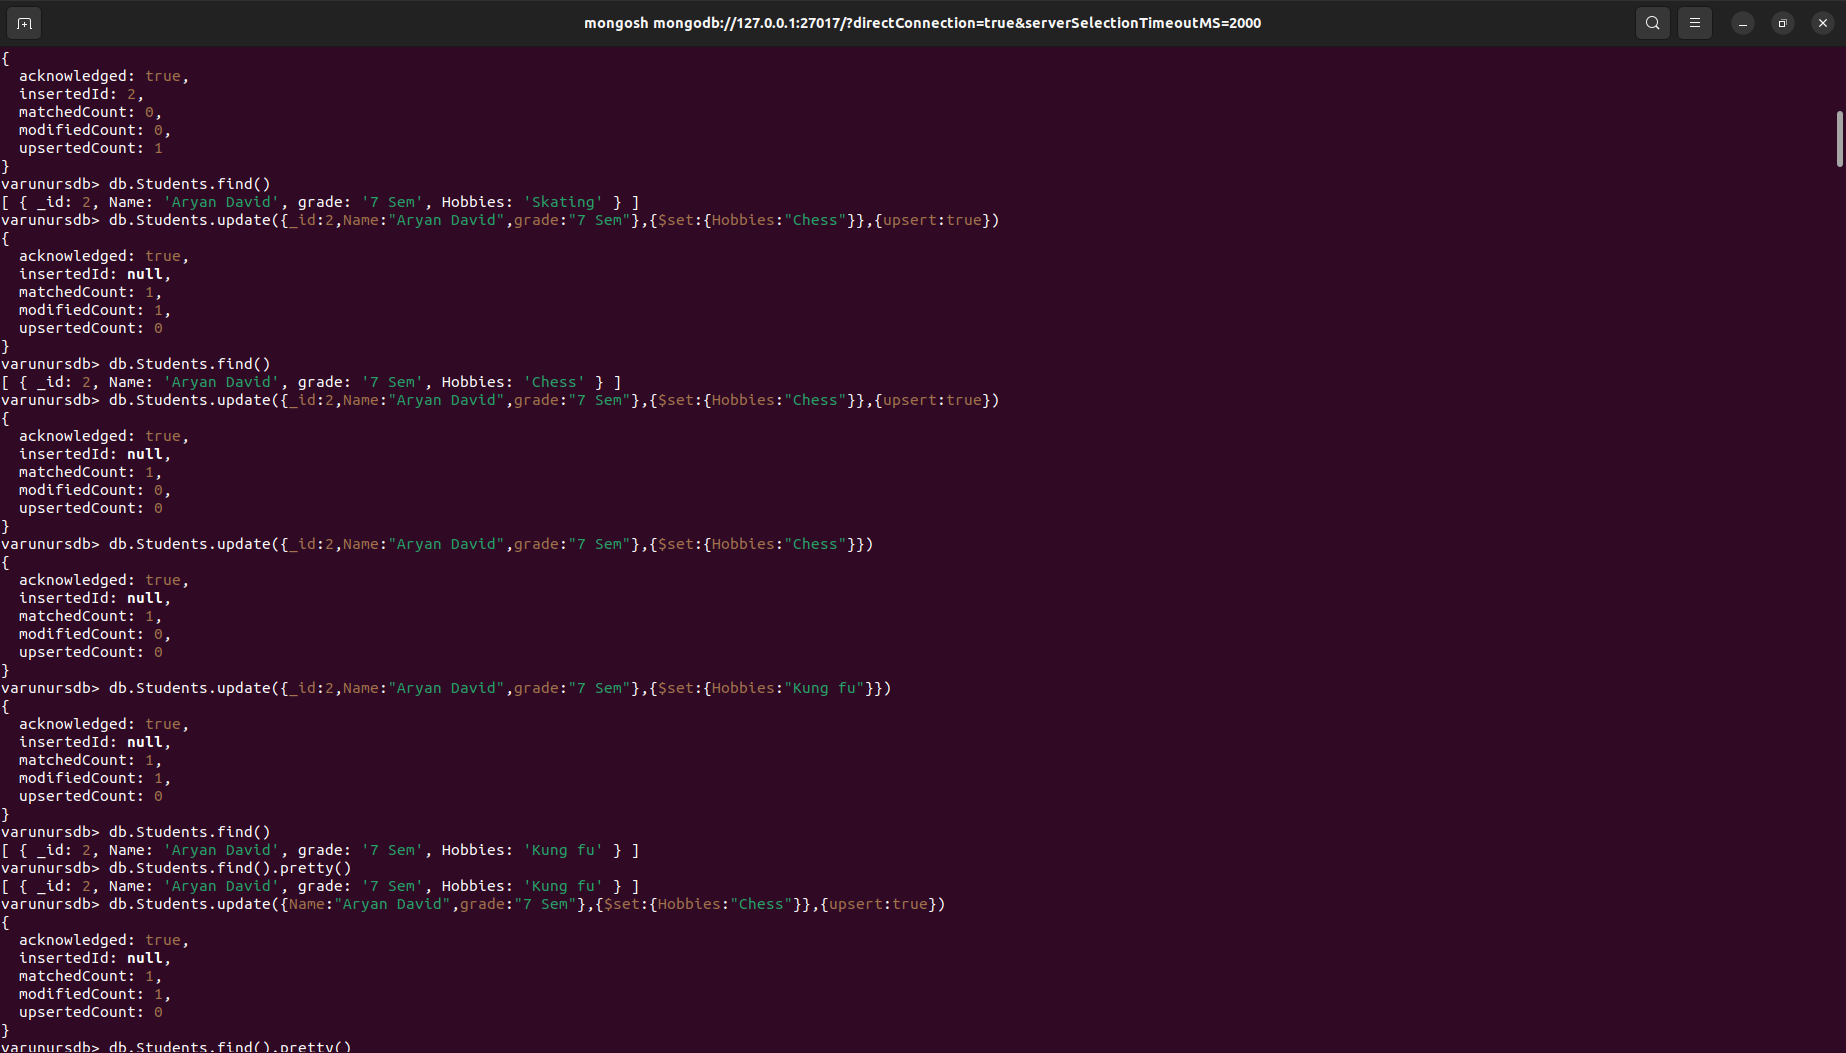 mongosh mongodb://127.0.0.1:27017/?directConnection=true&serverSelectionTimeoutMS=2000
{
  acknowledged: true,
  insertedId: 2,
  matchedCount: 0,
  modifiedCount: 0,
  upsertedCount: 1
}
varunursdb> db.Students.find()
[ { _id: 2, Name: 'Aryan David', grade: '7 Sem', Hobbies: 'Skating' } ]
varunursdb> db.Students.update({_id:2,Name:"Aryan David",grade:"7 Sem"},{$set:{Hobbies:"Chess"}},{upsert:true})
{
  acknowledged: true,
  insertedId: null,
  matchedCount: 1,
  modifiedCount: 1,
  upsertedCount: 0
}
varunursdb> db.Students.find()
[ { _id: 2, Name: 'Aryan David', grade: '7 Sem', Hobbies: 'Chess' } ]
varunursdb> db.Students.update({_id:2,Name:"Aryan David",grade:"7 Sem"},{$set:{Hobbies:"Chess"}},{upsert:true})
{
  acknowledged: true,
  insertedId: null,
  matchedCount: 1,
  modifiedCount: 0,
  upsertedCount: 0
}
varunursdb> db.Students.update({_id:2,Name:"Aryan David",grade:"7 Sem"},{$set:{Hobbies:"Chess"}})
{
  acknowledged: true,
  insertedId: null,
  matchedCount: 1,
  modifiedCount: 0,
  upsertedCount: 0
}
varunursdb> db.Students.update({_id:2,Name:"Aryan David",grade:"7 Sem"},{$set:{Hobbies:"Kung fu"}})
{
  acknowledged: true,
  insertedId: null,
  matchedCount: 1,
  modifiedCount: 1,
  upsertedCount: 0
}
varunursdb> db.Students.find()
[ { _id: 2, Name: 'Aryan David', grade: '7 Sem', Hobbies: 'Kung fu' } ]
varunursdb> db.Students.find().pretty()
[ { _id: 2, Name: 'Aryan David', grade: '7 Sem', Hobbies: 'Kung fu' } ]
varunursdb> db.Students.update({Name:"Aryan David",grade:"7 Sem"},{$set:{Hobbies:"Chess"}},{upsert:true})
{
  acknowledged: true,
  insertedId: null,
  matchedCount: 1,
  modifiedCount: 1,
  upsertedCount: 0
}
varunursdb> db.Students.find().pretty()